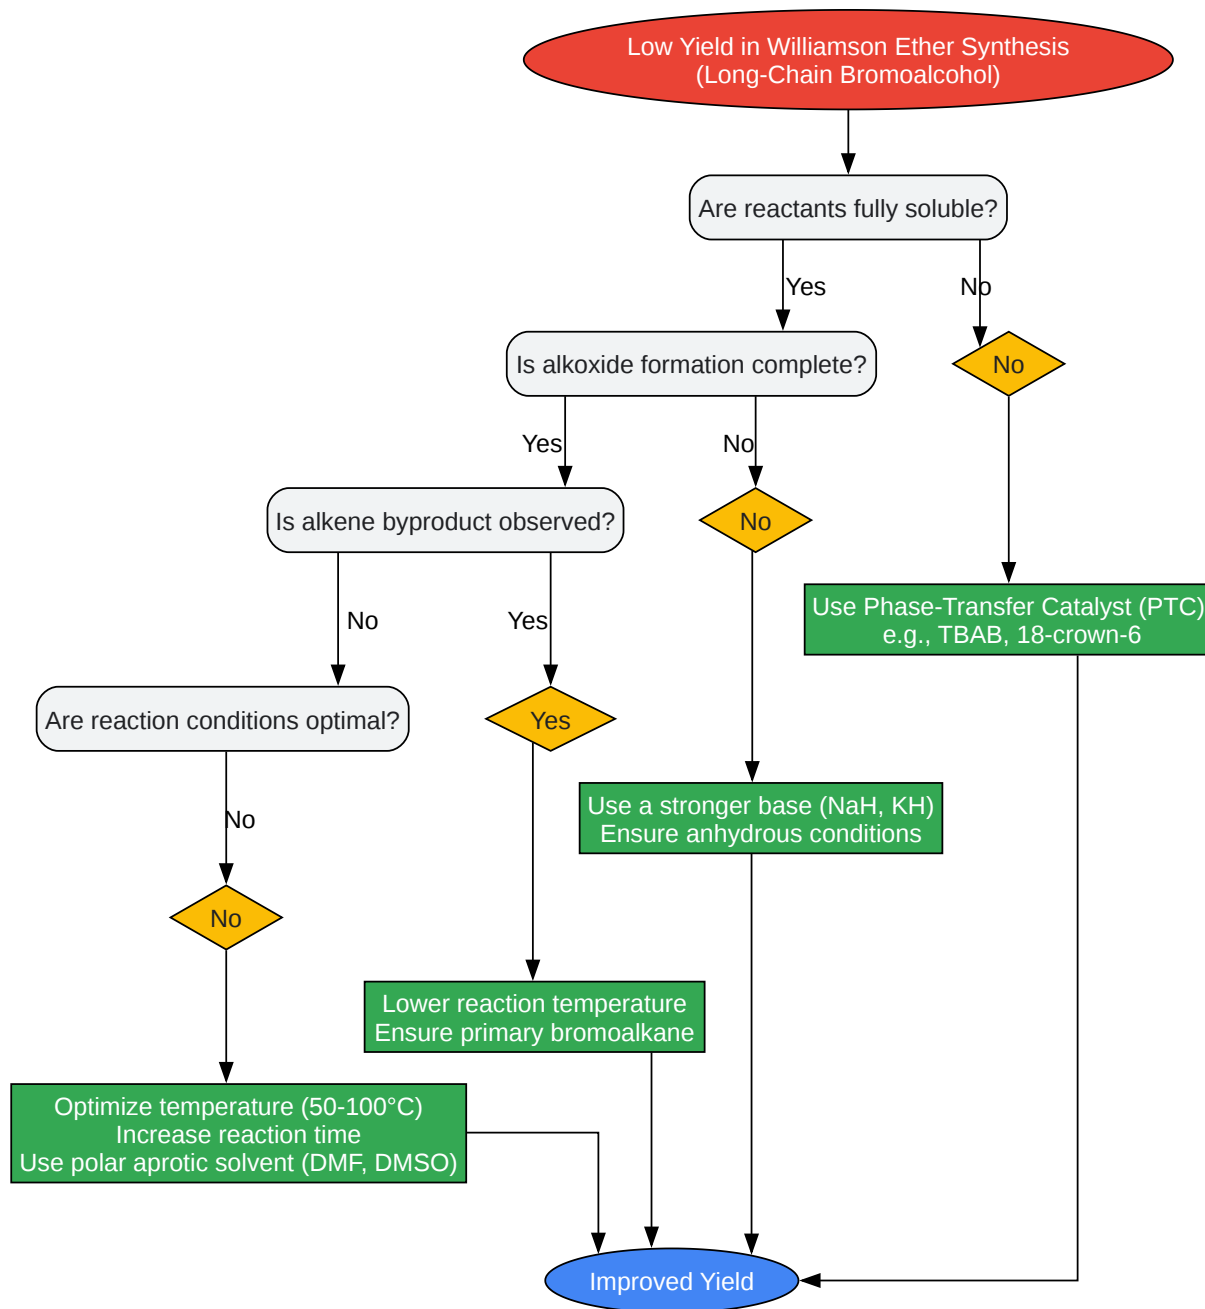 Low Yield in Williamson Ether Synthesis
(Long-Chain Bromoalcohol)
Are reactants fully soluble?
Yes
No
Is alkoxide formation complete?
No
Yes
No
Is alkene byproduct observed?
No
Use Phase-Transfer Catalyst (PTC)
e.g., TBAB, 18-crown-6
No
Yes
Are reaction conditions optimal?
Yes
Use a stronger base (NaH, KH)
Ensure anhydrous conditions
No
No
Lower reaction temperature
Ensure primary bromoalkane
Optimize temperature (50-100°C)
Increase reaction time
Use polar aprotic solvent (DMF, DMSO)
Improved Yield